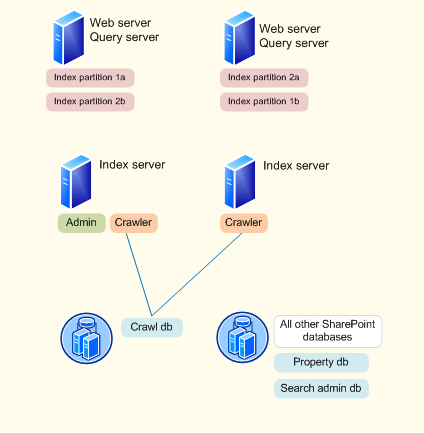 Web server
Query server
Index partition 1a
Index partition 2b
Web server
Query server
Index partition 2a
Index partition 1b
Index server
Admin
Crawler
Index server
Crawler
Crawl db
All other SharePoint
databases
Property db
Search admin db